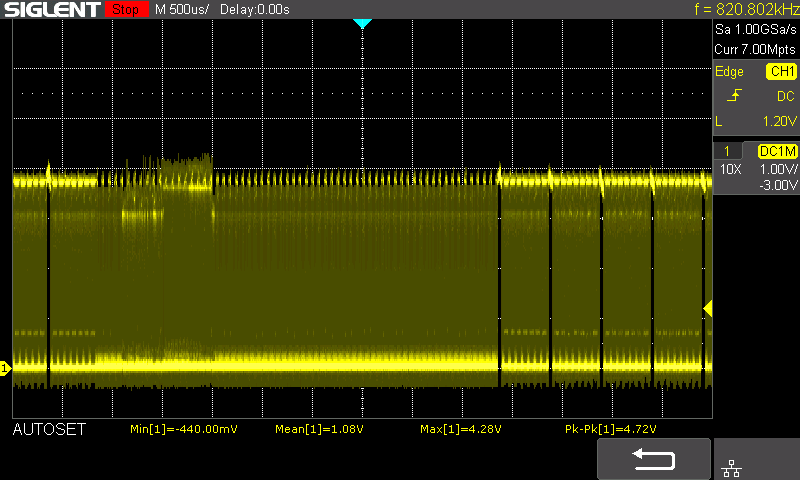 SIGLENT Stop M 500us/ Delay:0.00s f = 820.802kHz
Sa 1.00GSa/s
Curr 7.00Mpts
Edge CH1
DC
L 1.20V
1 DC1M
10X 1.00V/
-3.00V
1
AUTOSET Min[1]=-440.00mV Mean[1]=1.08V Max[1]=4.28V Pk-Pk[1]=4.72V